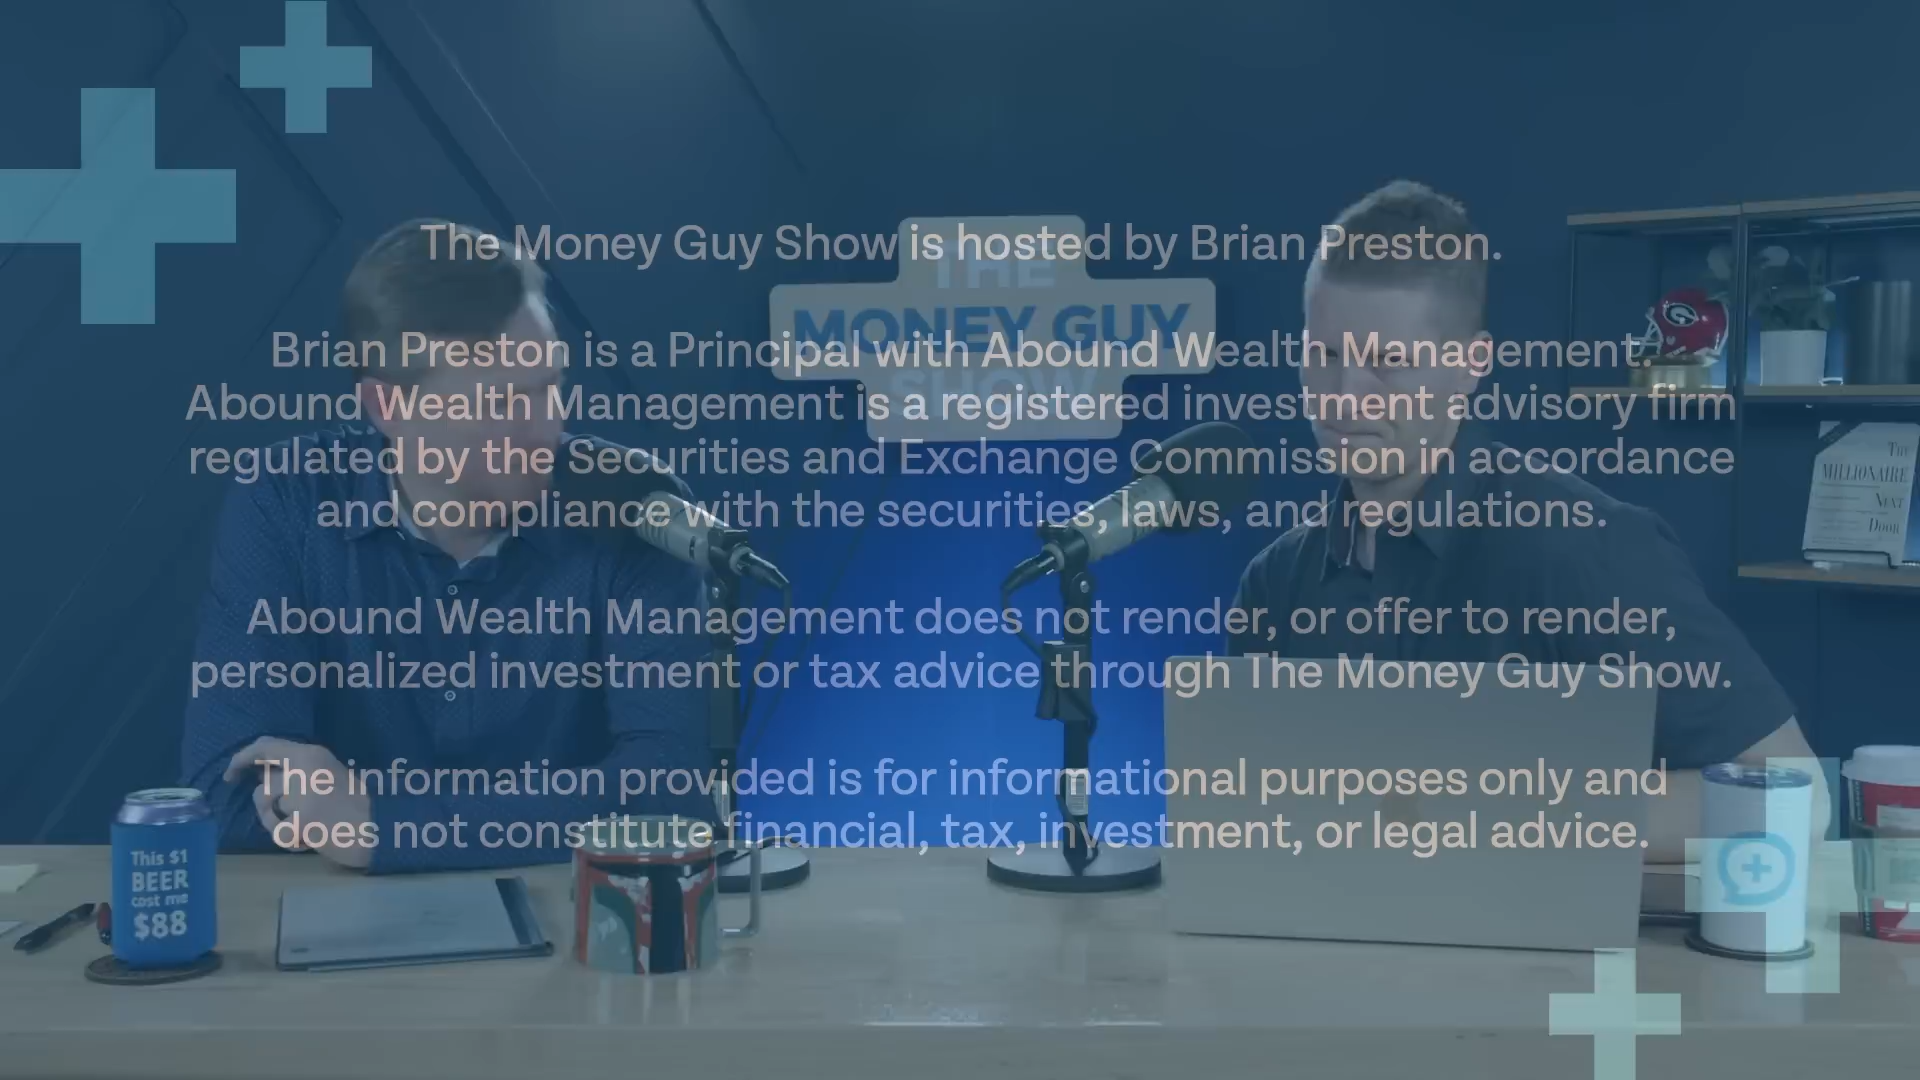 The Money Guy Show is hosted by Brian Preston.
THE
MONEY GUY
SHOW
Brian Preston is a Principal with Abound Wealth Management.
Abound Wealth Management is a registered investment advisory firm
regulated by the Securities and Exchange Commission in accordance
and compliance with the securities, laws, and regulations.
Abound Wealth Management does not render, or offer to render,
personalized investment or tax advice through The Money Guy Show.
The information provided is for informational purposes only and
does not constitute financial, tax, investment, or legal advice.
The
MILLIONAIRE
NEXT
DOOR
This $1
BEER
cost me
$88
G